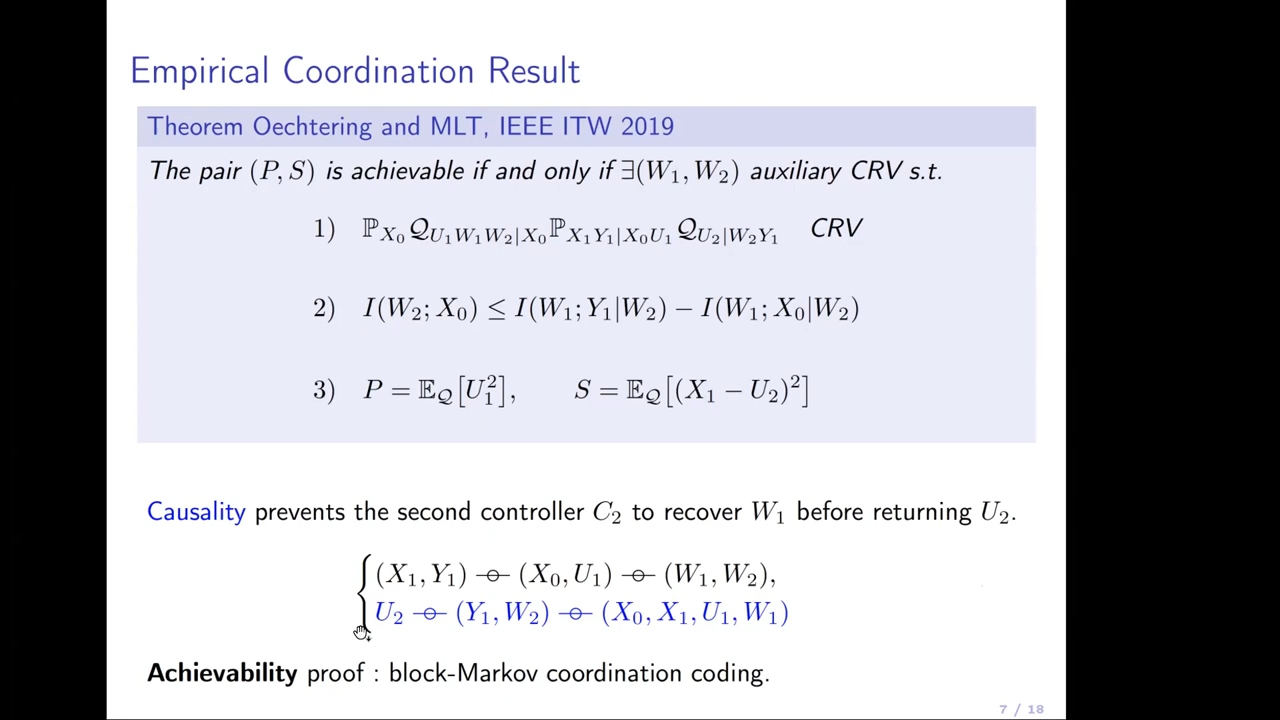 Empirical Coordination Result
Theorem Oechtering and MLT, IEEE ITW 2019
The pair (P, S) is achievable if and only if ∃(W₁, W₂) auxiliary CRV s.t.
1) ℙ_{X₀} 𝒬_{U₁W₁W₂|X₀} ℙ_{X₁Y₁|X₀U₁} 𝒬_{U₂|W₂Y₁} CRV
2) I(W₂; X₀) ≤ I(W₁; Y₁|W₂) − I(W₁; X₀|W₂)
3) P = 𝔼_𝒬[U₁²], S = 𝔼_𝒬[(X₁ − U₂)²]
Causality prevents the second controller C₂ to recover W₁ before returning U₂.
(X₁, Y₁) −o− (X₀, U₁) −o− (W₁, W₂),
U₂ −o− (Y₁, W₂) −o− (X₀, X₁, U₁, W₁)
Achievability proof : block-Markov coordination coding.
7 / 18